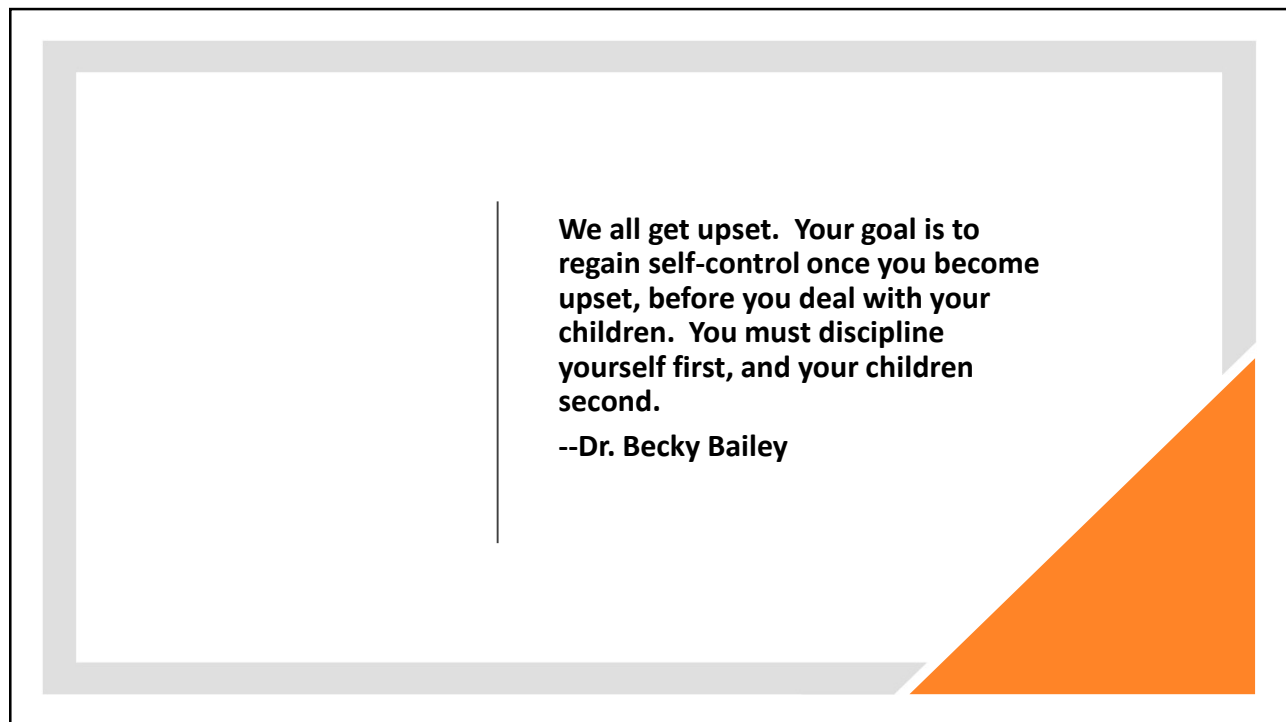 We all get upset.  Your goal is to
regain self-control once you become
upset, before you deal with your
children.  You must discipline
yourself first, and your children
second.
--Dr. Becky Bailey